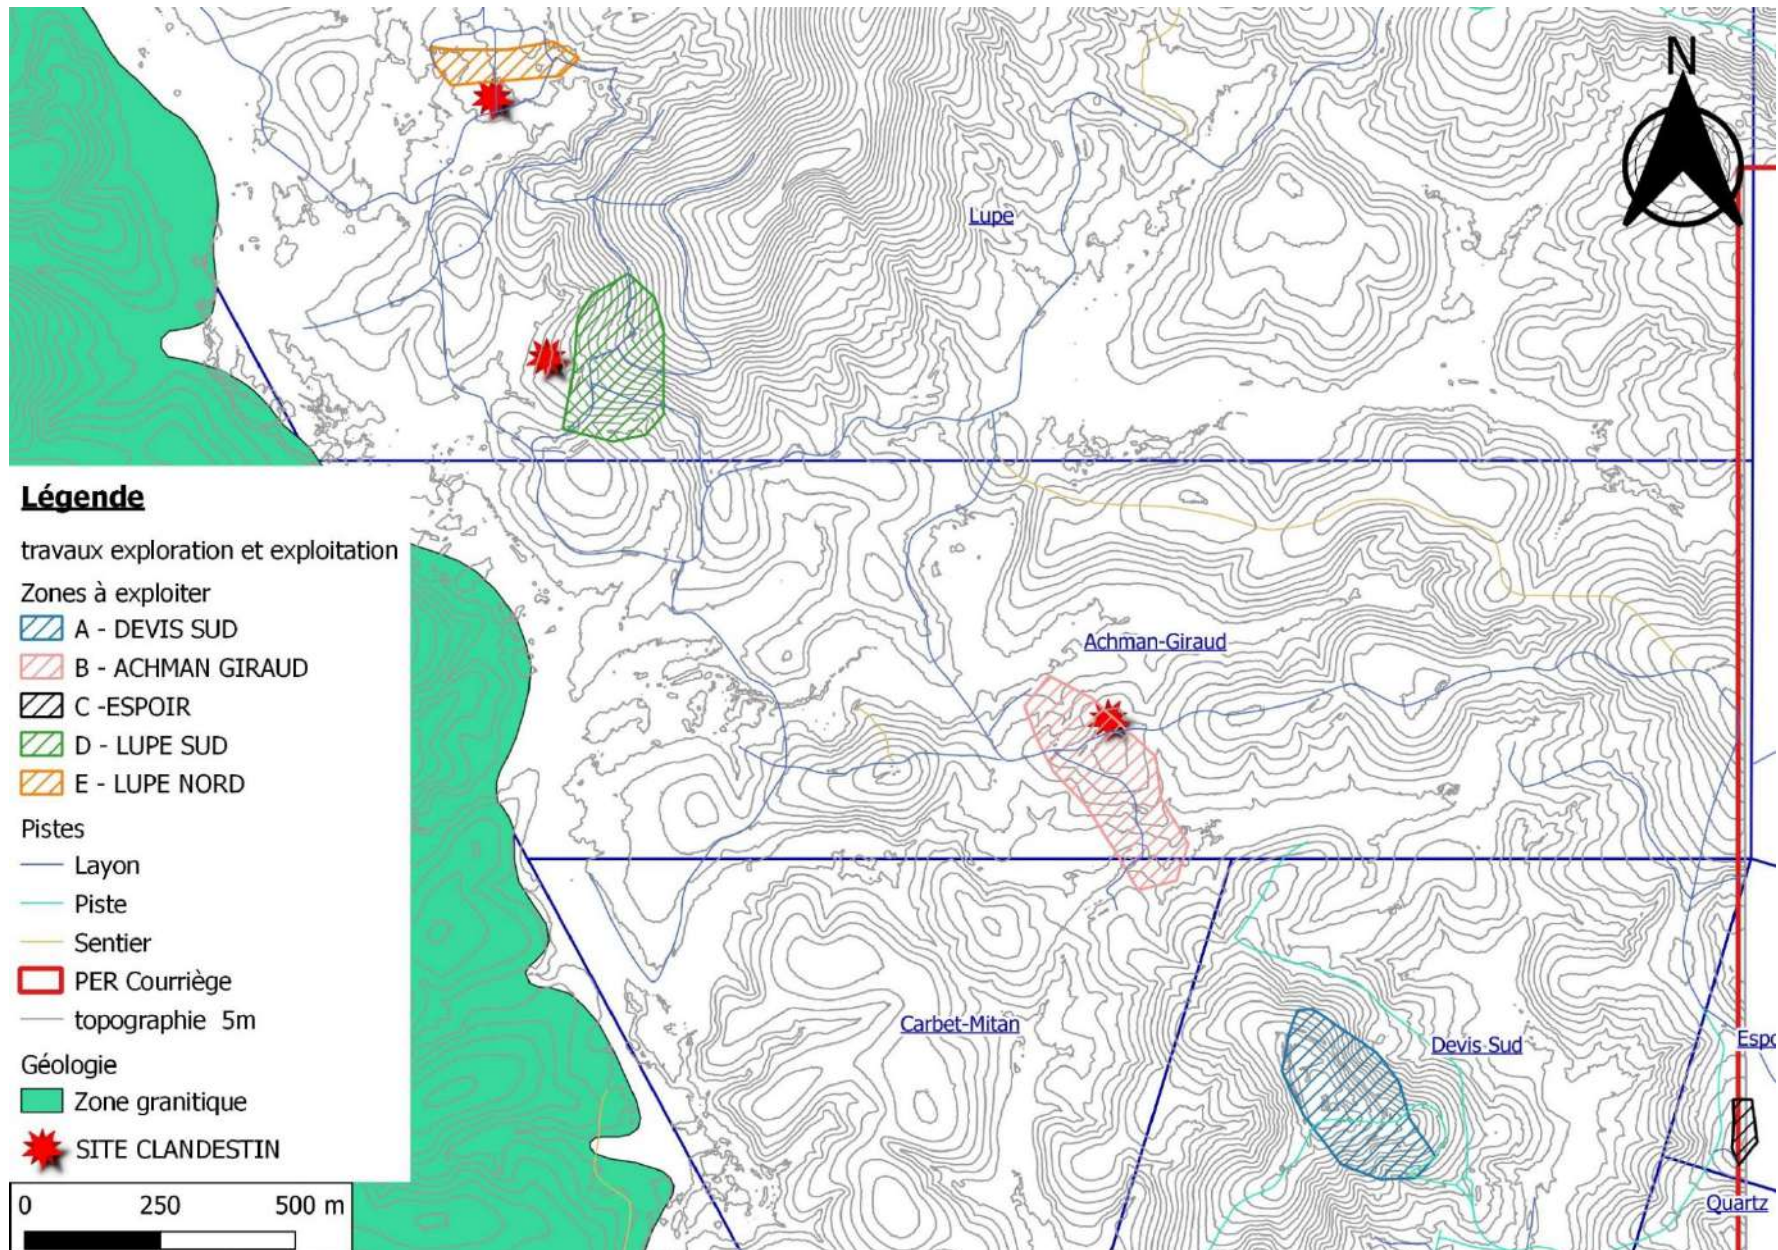 N
Lupe
Légende
travaux exploration et exploitation
Zones à exploiter
A - DEVIS SUD
B - ACHMAN GIRAUD
C -ESPOIR
D - LUPE SUD
E - LUPE NORD
Pistes
Layon
Piste
Sentier
PER Courriège
topographie 5m
Géologie
Zone granitique
SITE CLANDESTIN
0 250 500 m
Achman-Giraud
Carbet-Mitan
Devis Sud
Espo
Quartz